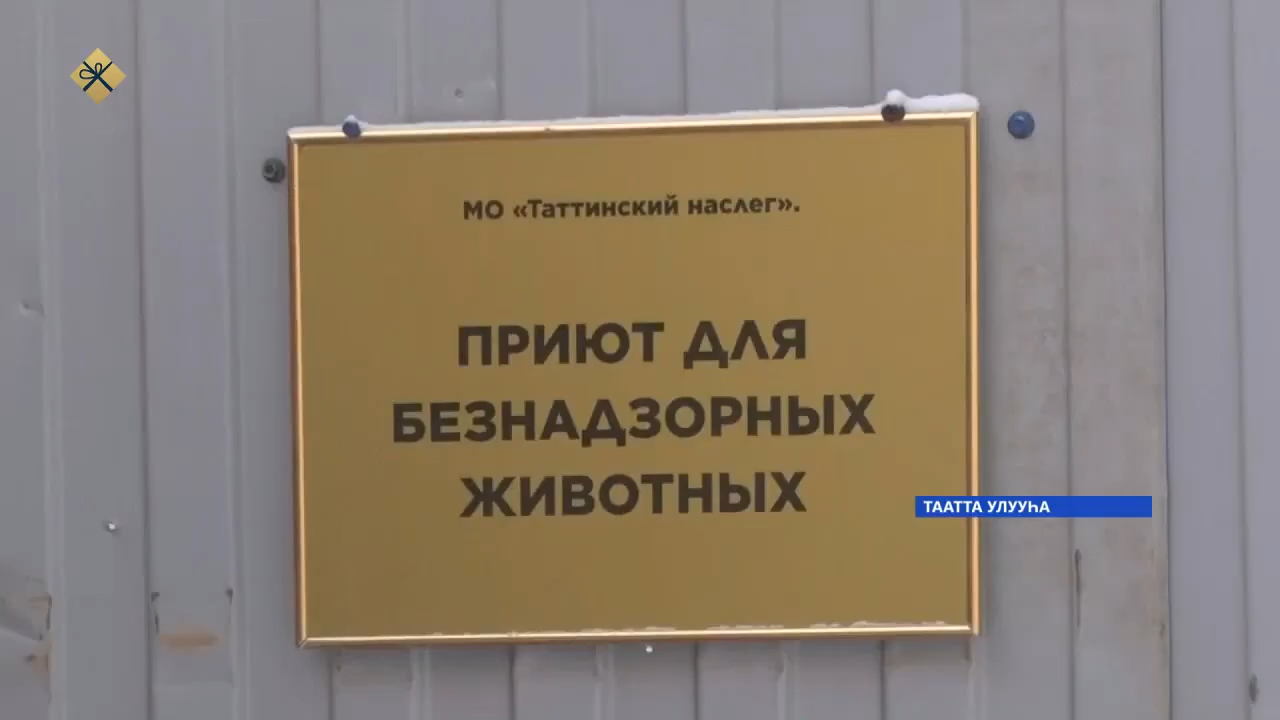 МО «Таттинский наслег».
ПРИЮТ ДЛЯ
БЕЗНАДЗОРНЫХ
ЖИВОТНЫХ
ТААТТА УЛУУҺА